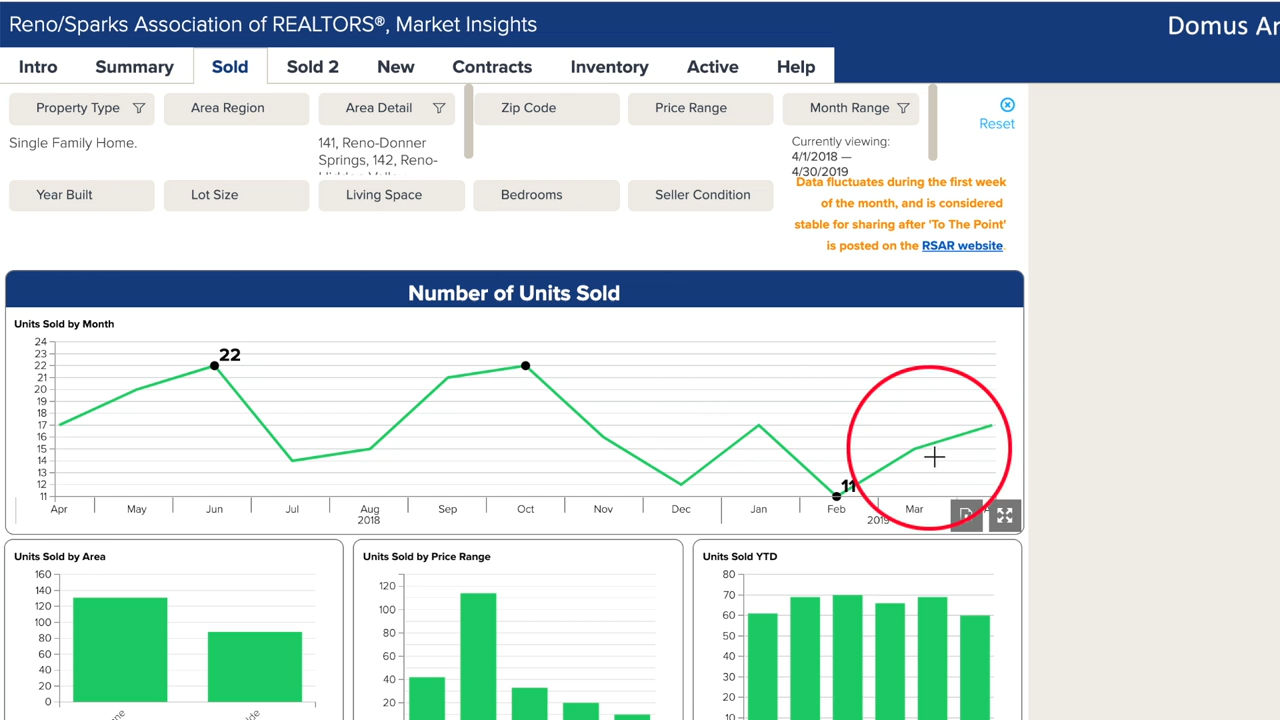 Reno/Sparks Association of REALTORS®, Market Insights
Domus
Intro Summary Sold Sold 2 New Contracts Inventory Active Help
Property Type Area Region Area Detail Zip Code Price Range Month Range
Reset
Single Family Home.
141, Reno-Donner
Springs, 142, Reno-
Currently viewing:
4/1/2018 —
4/30/2019
Year Built Lot Size Living Space Bedrooms Seller Condition
Data fluctuates during the first week
of the month, and is considered
stable for sharing after 'To The Point'
is posted on the RSAR website.
Number of Units Sold
Units Sold by Month
24
23
22
21
20
19
18
17
16
15
14
13
12
11
22
11
Apr May Jun Jul Aug Sep Oct Nov Dec Jan Feb Mar
2018 2019
Units Sold by Area
160
140
120
100
80
60
40
20
0
Units Sold by Price Range
120
100
80
60
40
20
Units Sold YTD
80
70
60
50
40
30
20
10